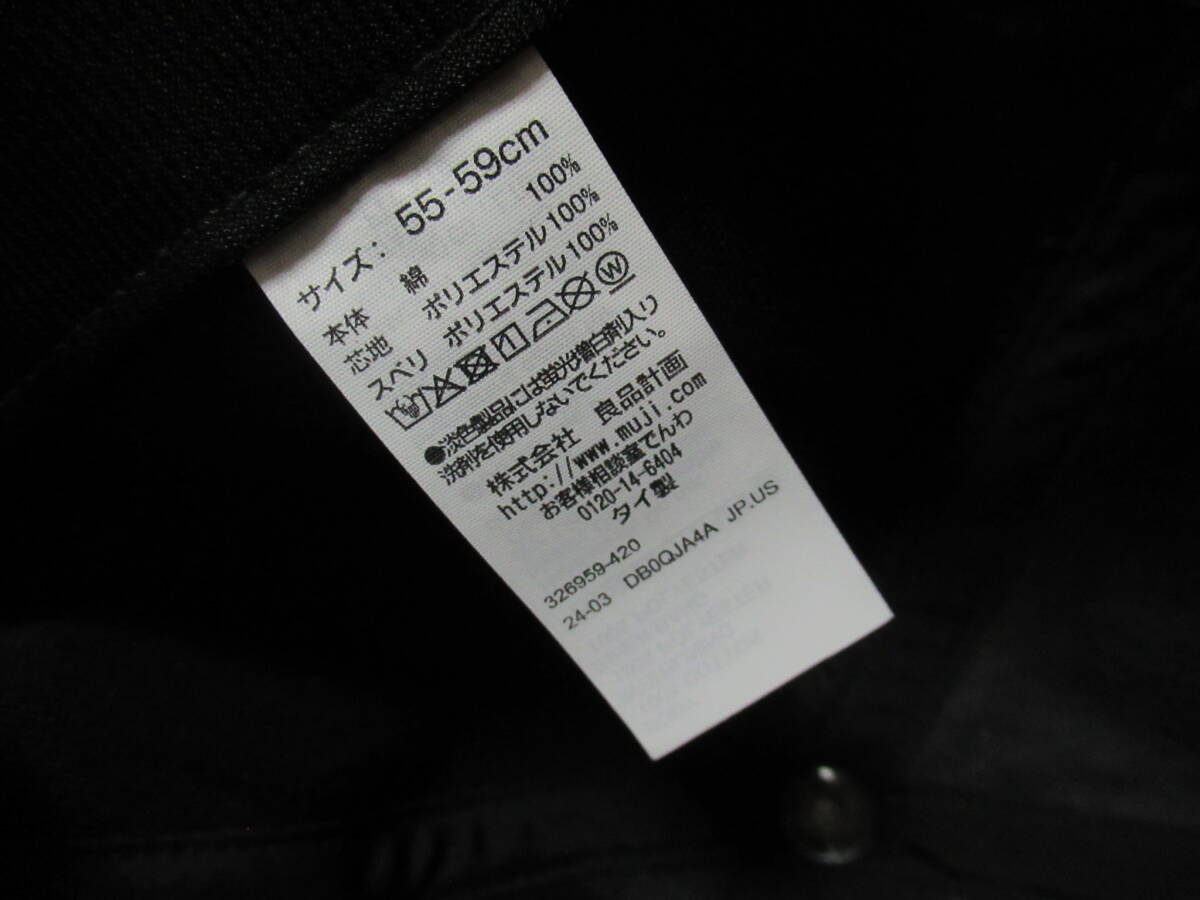 サイズ: 55-59cm
本体 綿 100%
芯地 ポリエステル100%
スベリ ポリエステル100%
W
●淡色製品には蛍光増白剤入り
洗剤を使用しないでください。
株式会社 良品計画
http://www.muji.com
お客様相談室でんわ
0120-14-6404
タイ製
326959-420
24-03 DB0QJA4A JP.US